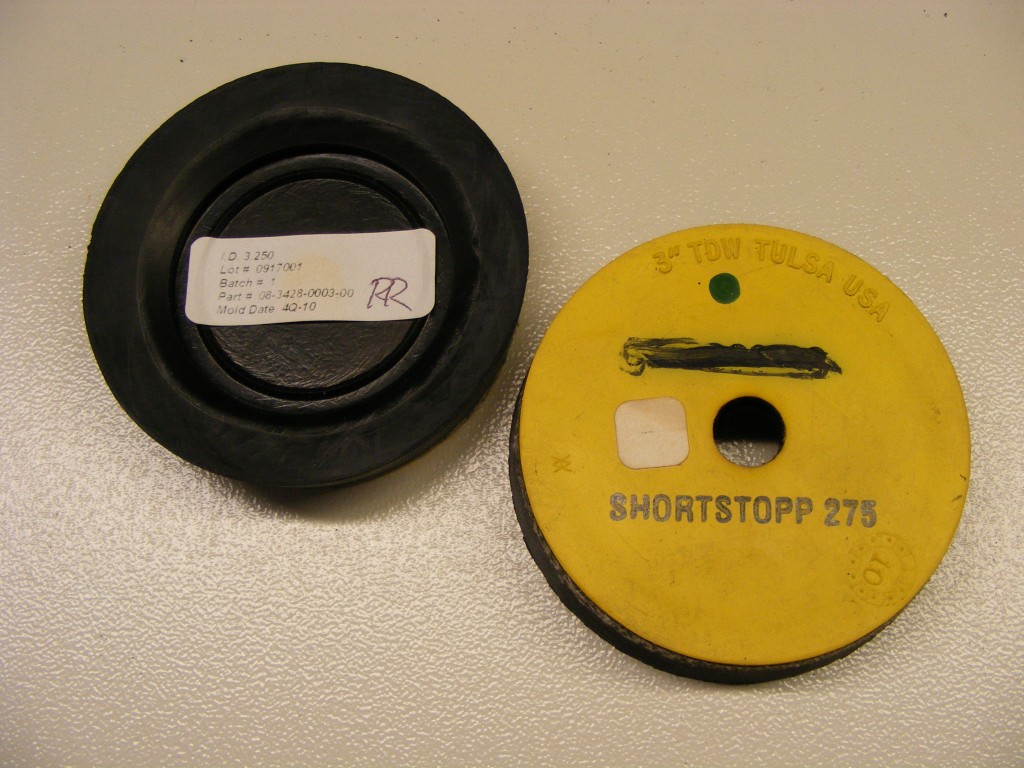 I.D. 3.250
Lot # 0917001
Batch # 1
Part # 08-3428-0003-00
Mold Date 4Q-10
RR
3" TDW TULSA USA
SHORTSTOPP 275
10